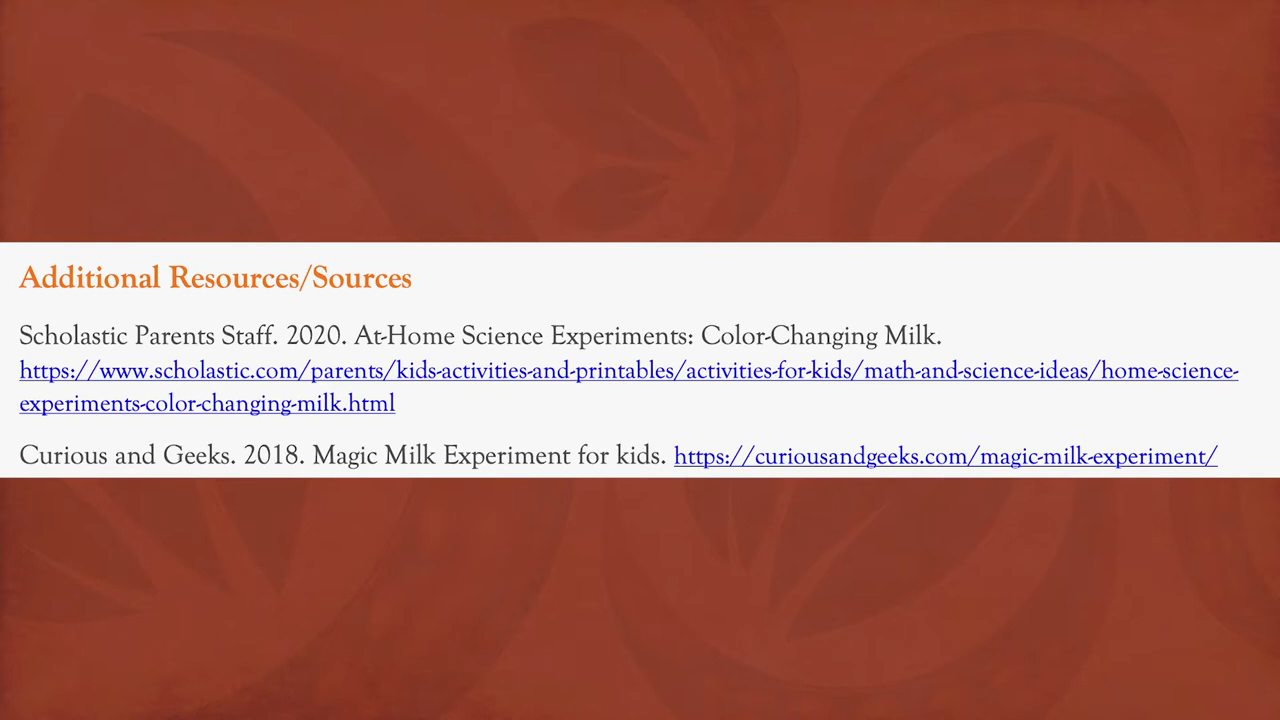 Additional Resources/Sources
Scholastic Parents Staff. 2020. At-Home Science Experiments: Color-Changing Milk.
https://www.scholastic.com/parents/kids-activities-and-printables/activities-for-kids/math-and-science-ideas/home-science-
experiments-color-changing-milk.html
Curious and Geeks. 2018. Magic Milk Experiment for kids. https://curiousandgeeks.com/magic-milk-experiment/